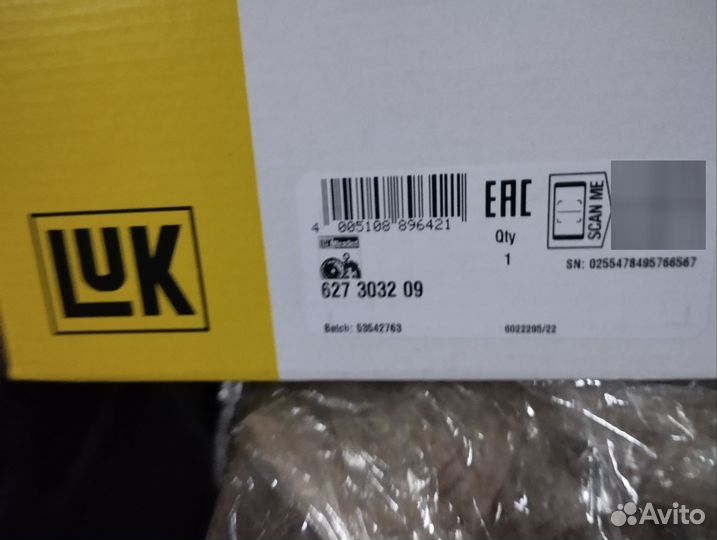 LUK
4 005108 896421
EAC
Qty
1
SCAN ME
SN: 0255478495766567
627 3032 09
Batch: 53542763
6022295/22
Avito